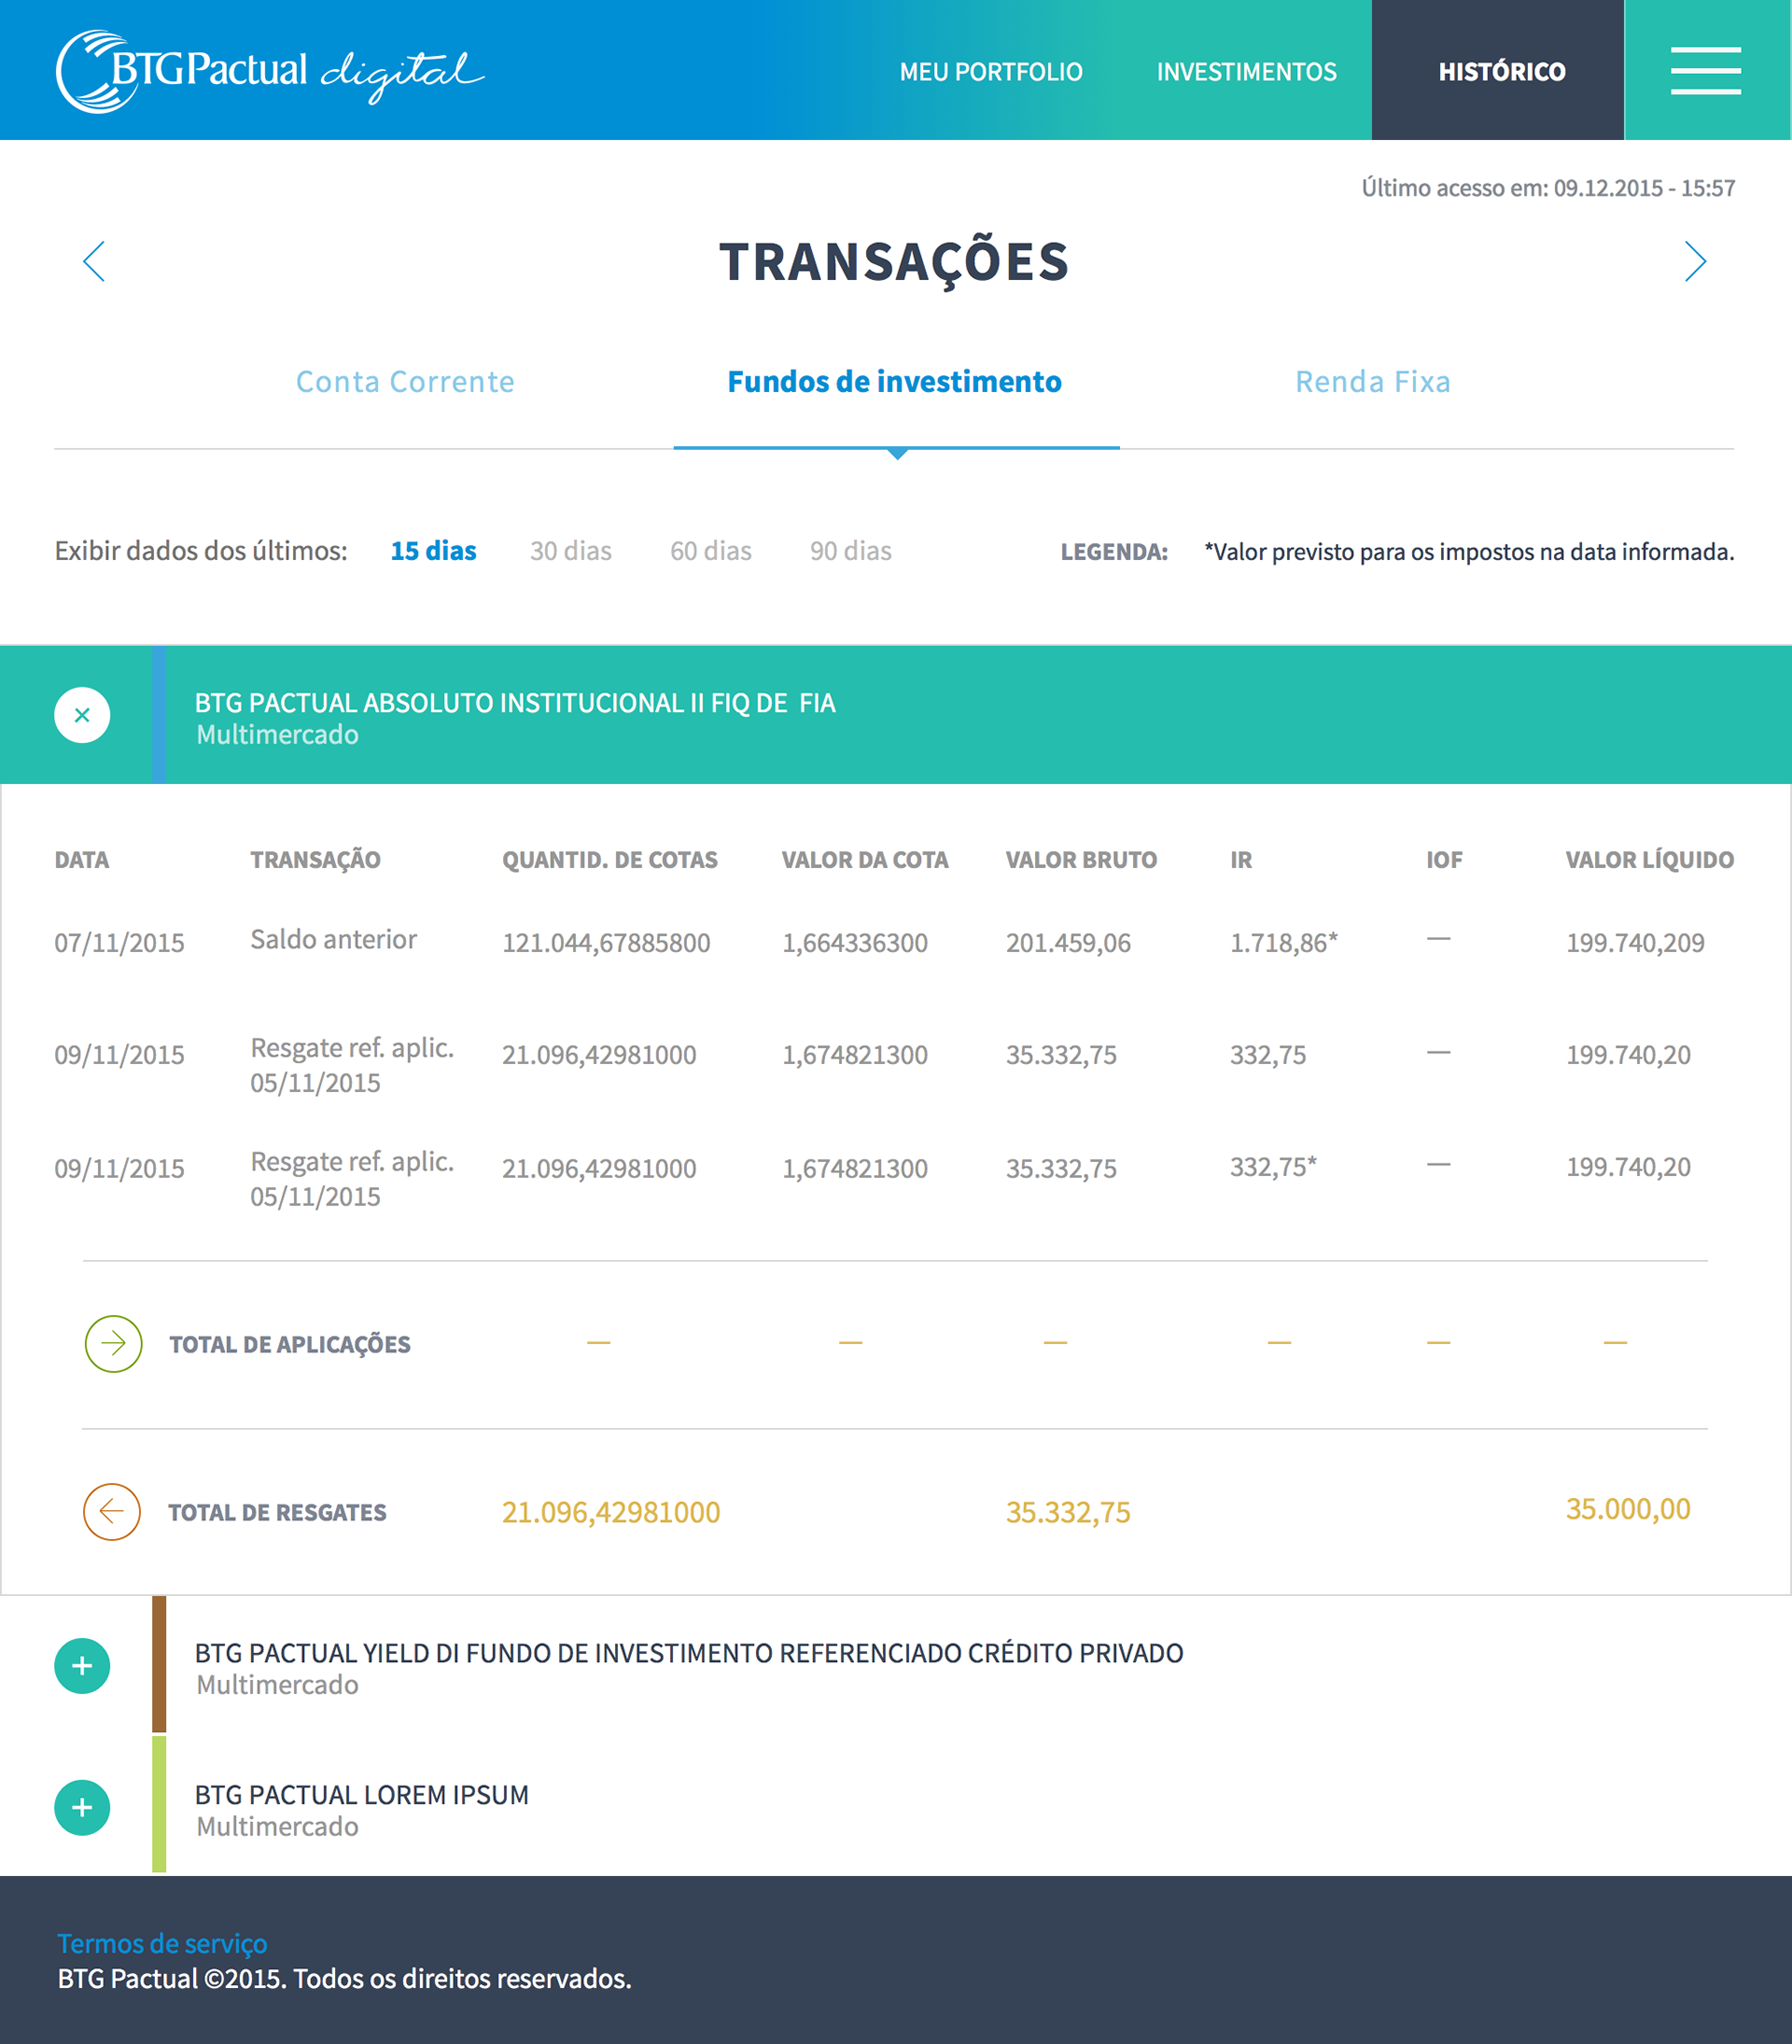 BTGPactual digital
MEU PORTFOLIO INVESTIMENTOS HISTÓRICO
Último acesso em: 09.12.2015 - 15:57
TRANSAÇÕES
Conta Corrente Fundos de investimento Renda Fixa
Exibir dados dos últimos: 15 dias 30 dias 60 dias 90 dias LEGENDA: *Valor previsto para os impostos na data informada.
BTG PACTUAL ABSOLUTO INSTITUCIONAL II FIQ DE FIA
Multimercado
DATA TRANSAÇÃO QUANTID. DE COTAS VALOR DA COTA VALOR BRUTO IR IOF VALOR LÍQUIDO
07/11/2015 Saldo anterior 121.044,67885800 1,664336300 201.459,06 1.718,86* — 199.740,209
09/11/2015 Resgate ref. aplic. 21.096,42981000 1,674821300 35.332,75 332,75 — 199.740,20
05/11/2015
09/11/2015 Resgate ref. aplic. 21.096,42981000 1,674821300 35.332,75 332,75* — 199.740,20
05/11/2015
TOTAL DE APLICAÇÕES — — — — — —
TOTAL DE RESGATES 21.096,42981000 35.332,75 35.000,00
BTG PACTUAL YIELD DI FUNDO DE INVESTIMENTO REFERENCIADO CRÉDITO PRIVADO
Multimercado
BTG PACTUAL LOREM IPSUM
Multimercado
Termos de serviço
BTG Pactual ©2015. Todos os direitos reservados.